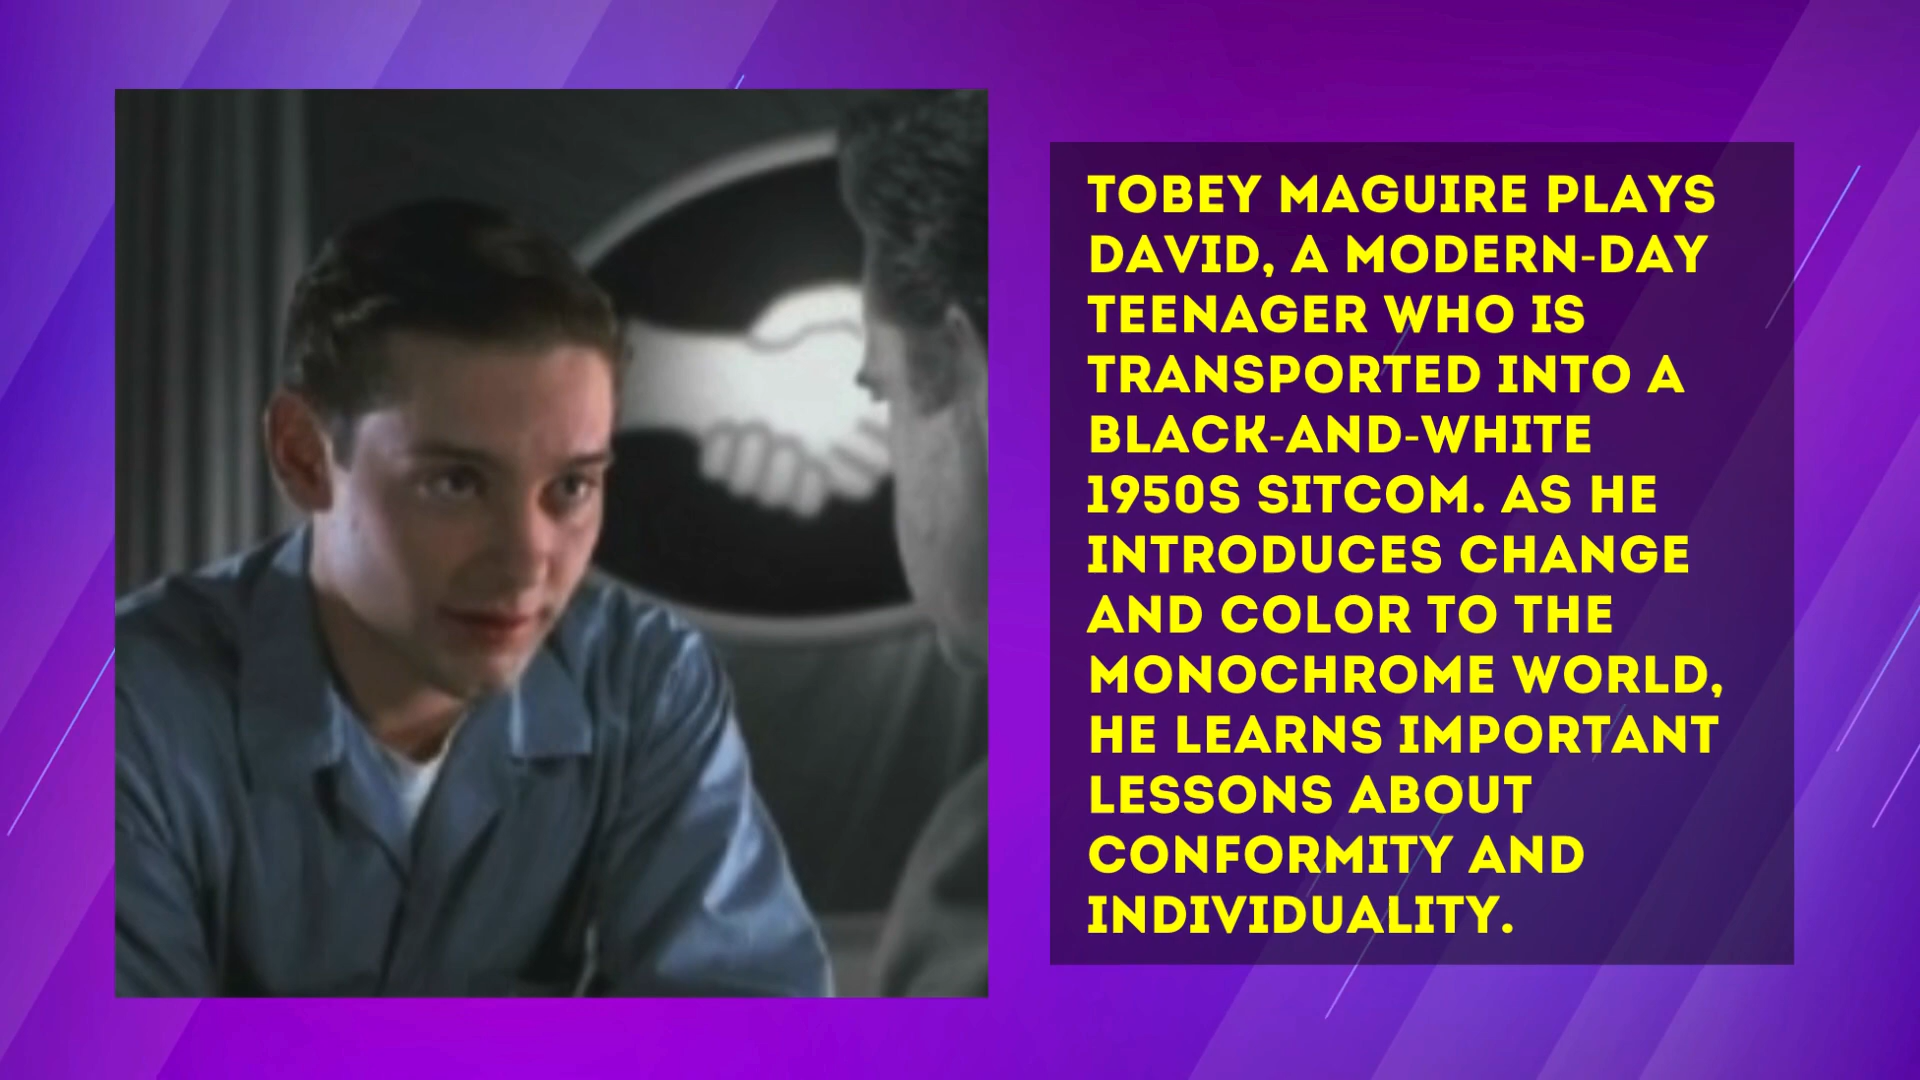 TOBEY MAGUIRE PLAYS
DAVID, A MODERN-DAY
TEENAGER WHO IS
TRANSPORTED INTO A
BLACK-AND-WHITE
1950S SITCOM. AS HE
INTRODUCES CHANGE
AND COLOR TO THE
MONOCHROME WORLD,
HE LEARNS IMPORTANT
LESSONS ABOUT
CONFORMITY AND
INDIVIDUALITY.